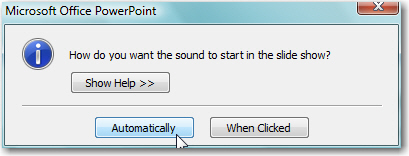 Microsoft Office PowerPoint
How do you want the sound to start in the slide show?
Show Help >>
Automatically
When Clicked